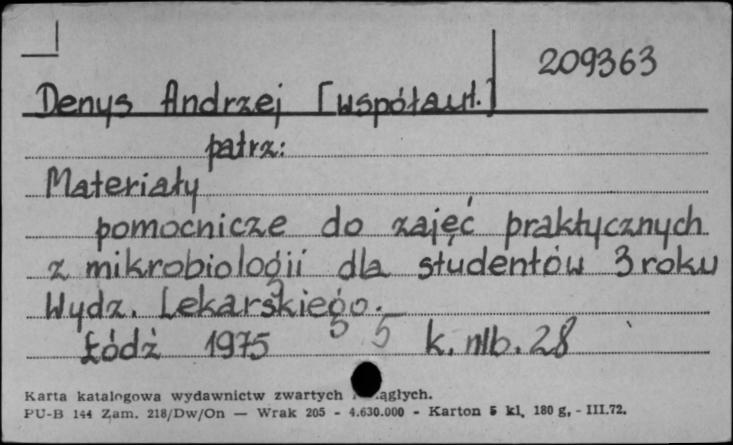 209363
Denys Andrzej [współaut.]
patrz:
Materiały
pomocnicze do zajęć praktycznych
z mikrobiologii dla studentów 3 roku
Wydz. Lekarskiego.
Łódź 1975 k. nlb. 28
Karta katalogowa wydawnictw zwartych ągłych.
PU-B 144 Zam. 218/Dw/On — Wrak 205 - 4.630.000 - Karton 5 kl. 180 g. - III.72.